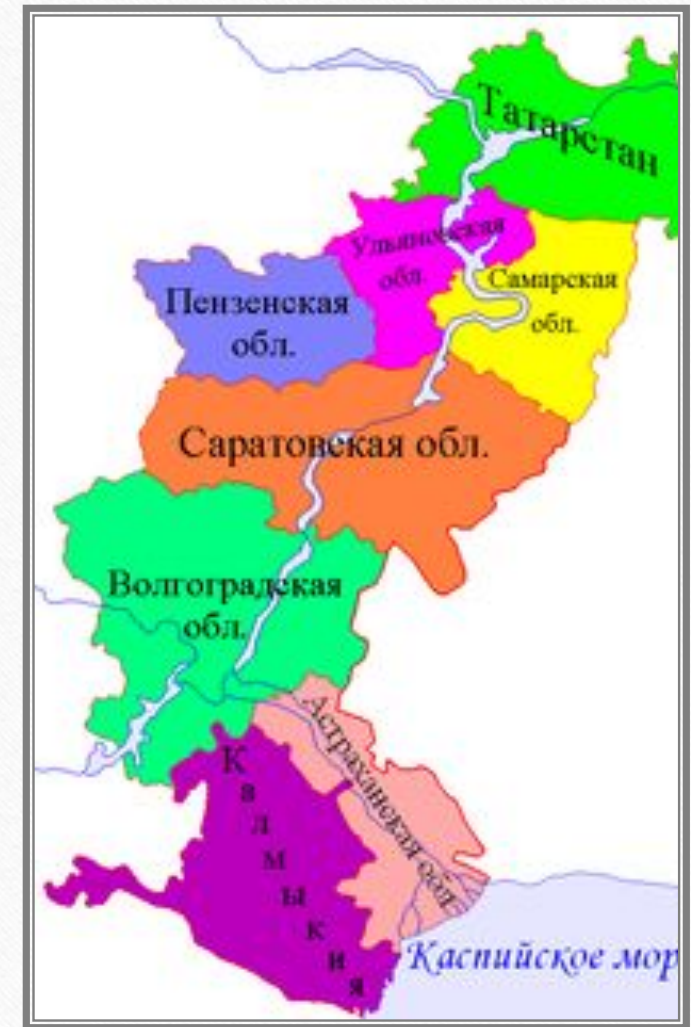 Татарстан
Ульяновская
обл.
Самарская
обл.
Пензенская
обл.
Саратовская обл.
Волгоградская
обл.
Астраханская обл.
Калмыкия
Каспийское мор